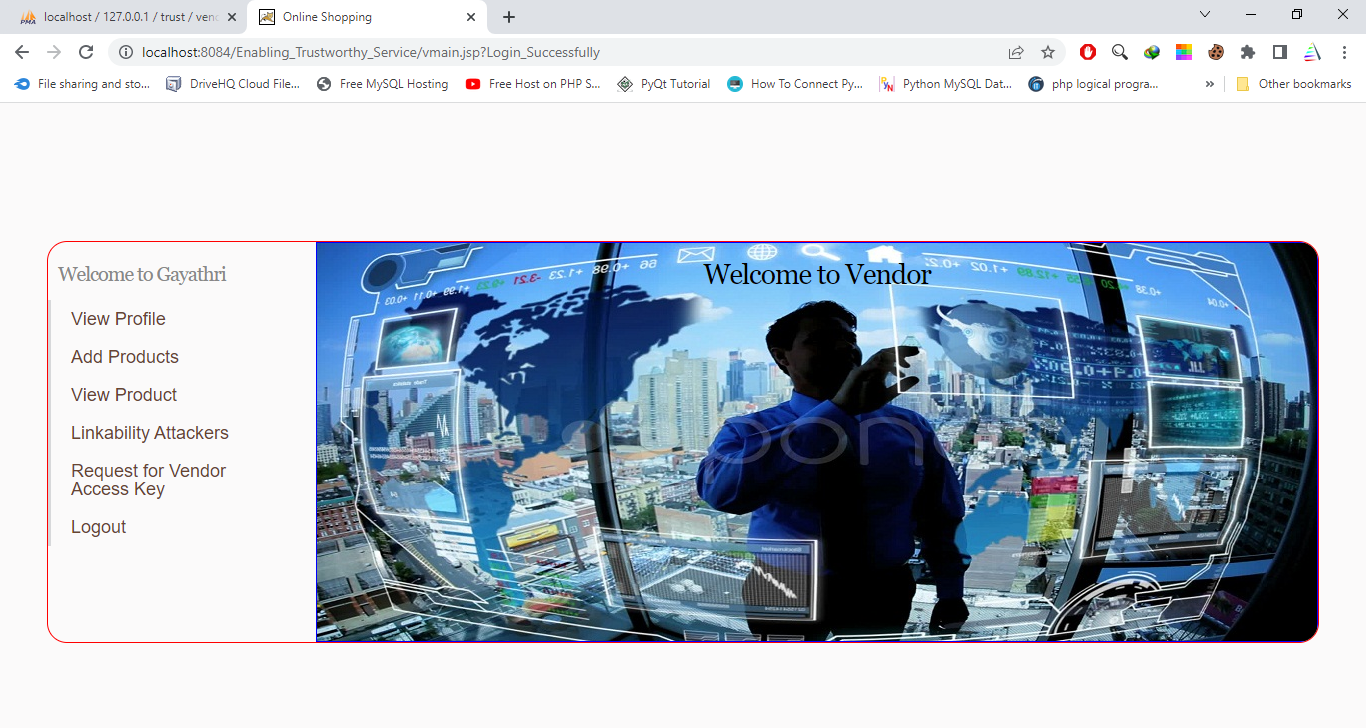 localhost / 127.0.0.1 / trust / ven
Online Shopping
localhost:8084/Enabling_Trustworthy_Service/vmain.jsp?Login_Successfully
File sharing and sto...
DriveHQ Cloud File...
Free MySQL Hosting
Free Host on PHP S...
PyQt Tutorial
How To Connect Py...
Python MySQL Dat...
php logical progra...
»
Other bookmarks
Welcome to Gayathri
Welcome to Vendor
View Profile
Add Products
View Product
Linkability Attackers
Request for Vendor
Access Key
Logout